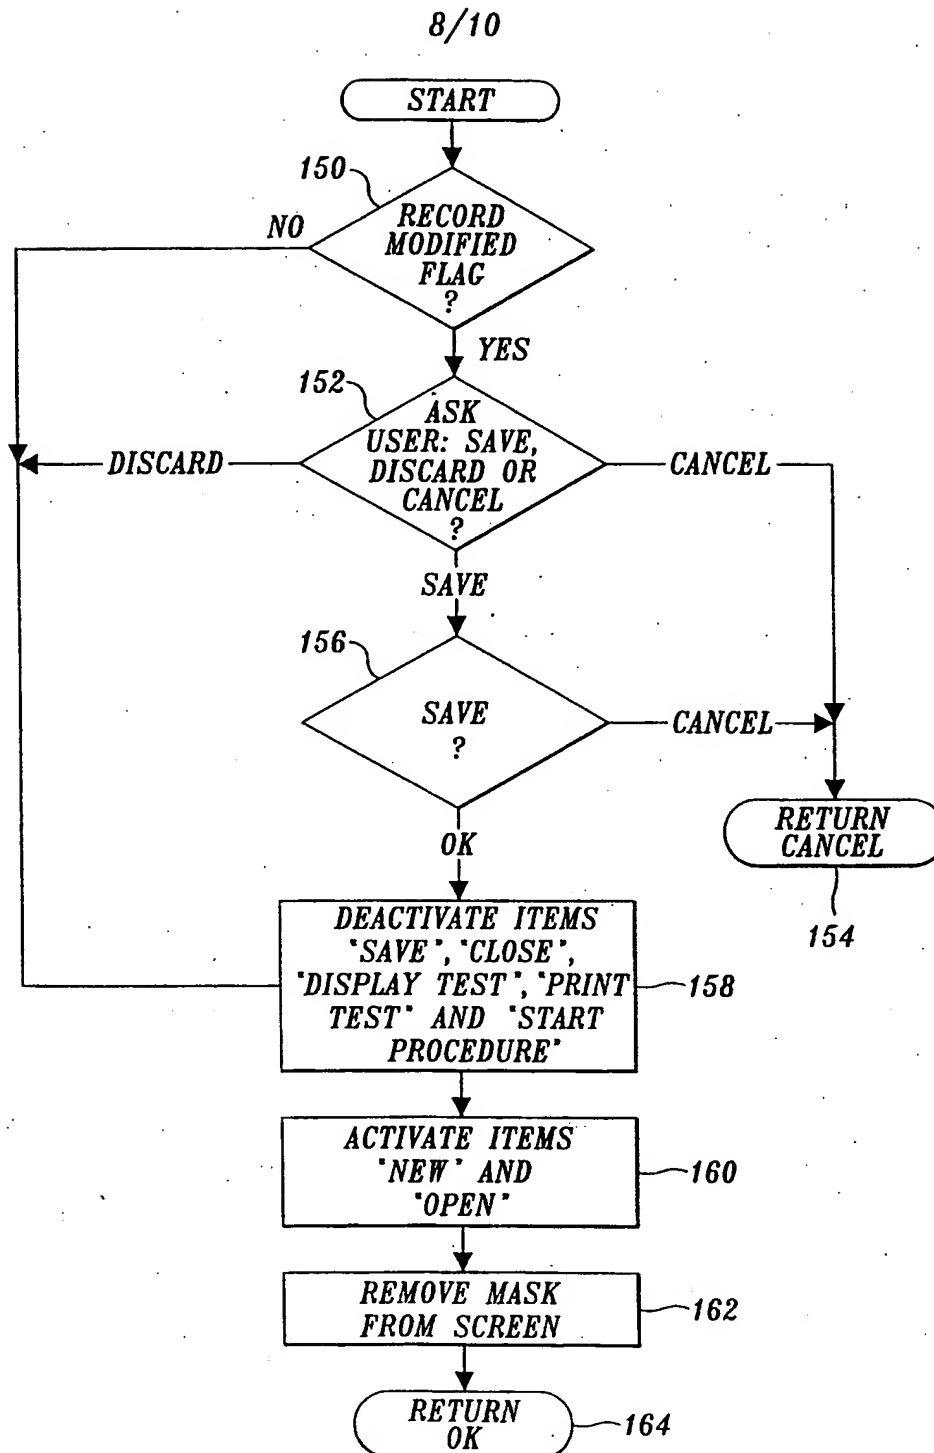 8/10
START
150
RECORD
MODIFIED
FLAG
?
NO
YES
152
ASK
USER: SAVE,
DISCARD OR
CANCEL
?
DISCARD
CANCEL
SAVE
156
SAVE
?
CANCEL
OK
RETURN
CANCEL
154
DEACTIVATE ITEMS
"SAVE", "CLOSE",
"DISPLAY TEST", "PRINT
TEST" AND "START
PROCEDURE"
158
ACTIVATE ITEMS
"NEW" AND
"OPEN"
160
REMOVE MASK
FROM SCREEN
162
RETURN
OK
164